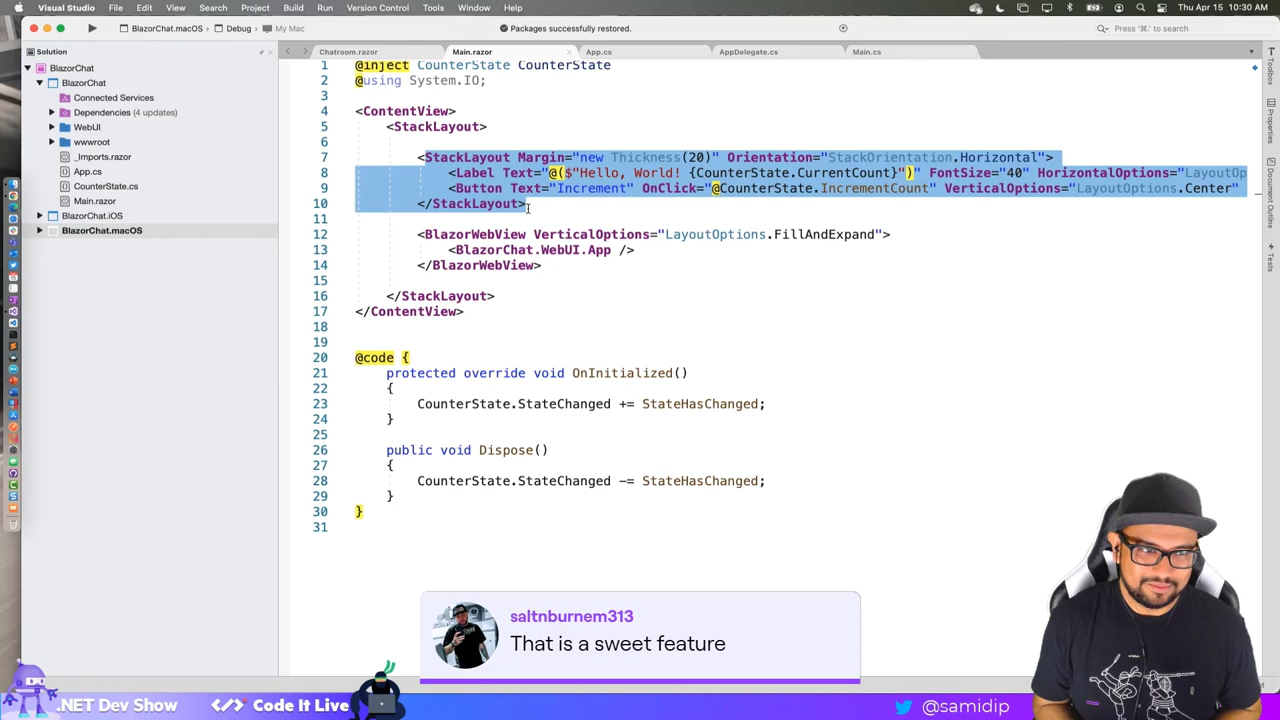 Visual Studio File Edit View Search Project Build Run Version Control Tools Window Help Thu Apr 15 10:30 AM
BlazorChat.macOS Debug My Mac Packages successfully restored. Press '⌘.' to search
Solution
Chatroom.razor Main.razor App.cs AppDelegate.cs Main.cs
BlazorChat
BlazorChat
Connected Services
Dependencies (4 updates)
WebUI
wwwroot
_Imports.razor
App.cs
CounterState.cs
Main.razor
BlazorChat.iOS
BlazorChat.macOS
1 @inject CounterState CounterState
2 @using System.IO;
3
4 <ContentView>
5 <StackLayout>
6
7 <StackLayout Margin="new Thickness(20)" Orientation="StackOrientation.Horizontal">
8 <Label Text="@($"Hello, World! {CounterState.CurrentCount}")" FontSize="40" HorizontalOptions="LayoutOp
9 <Button Text="Increment" OnClick="@CounterState.IncrementCount" VerticalOptions="LayoutOptions.Center"
10 </StackLayout>
11
12 <BlazorWebView VerticalOptions="LayoutOptions.FillAndExpand">
13 <BlazorChat.WebUI.App />
14 </BlazorWebView>
15
16 </StackLayout>
17 </ContentView>
18
19
20 @code {
21 protected override void OnInitialized()
22 {
23 CounterState.StateChanged += StateHasChanged;
24 }
25
26 public void Dispose()
27 {
28 CounterState.StateChanged -= StateHasChanged;
29 }
30 }
31
Toolbox
Properties
Document Outline
Tests
saltnburnem313
That is a sweet feature
.NET Dev Show </> Code It Live @samidip